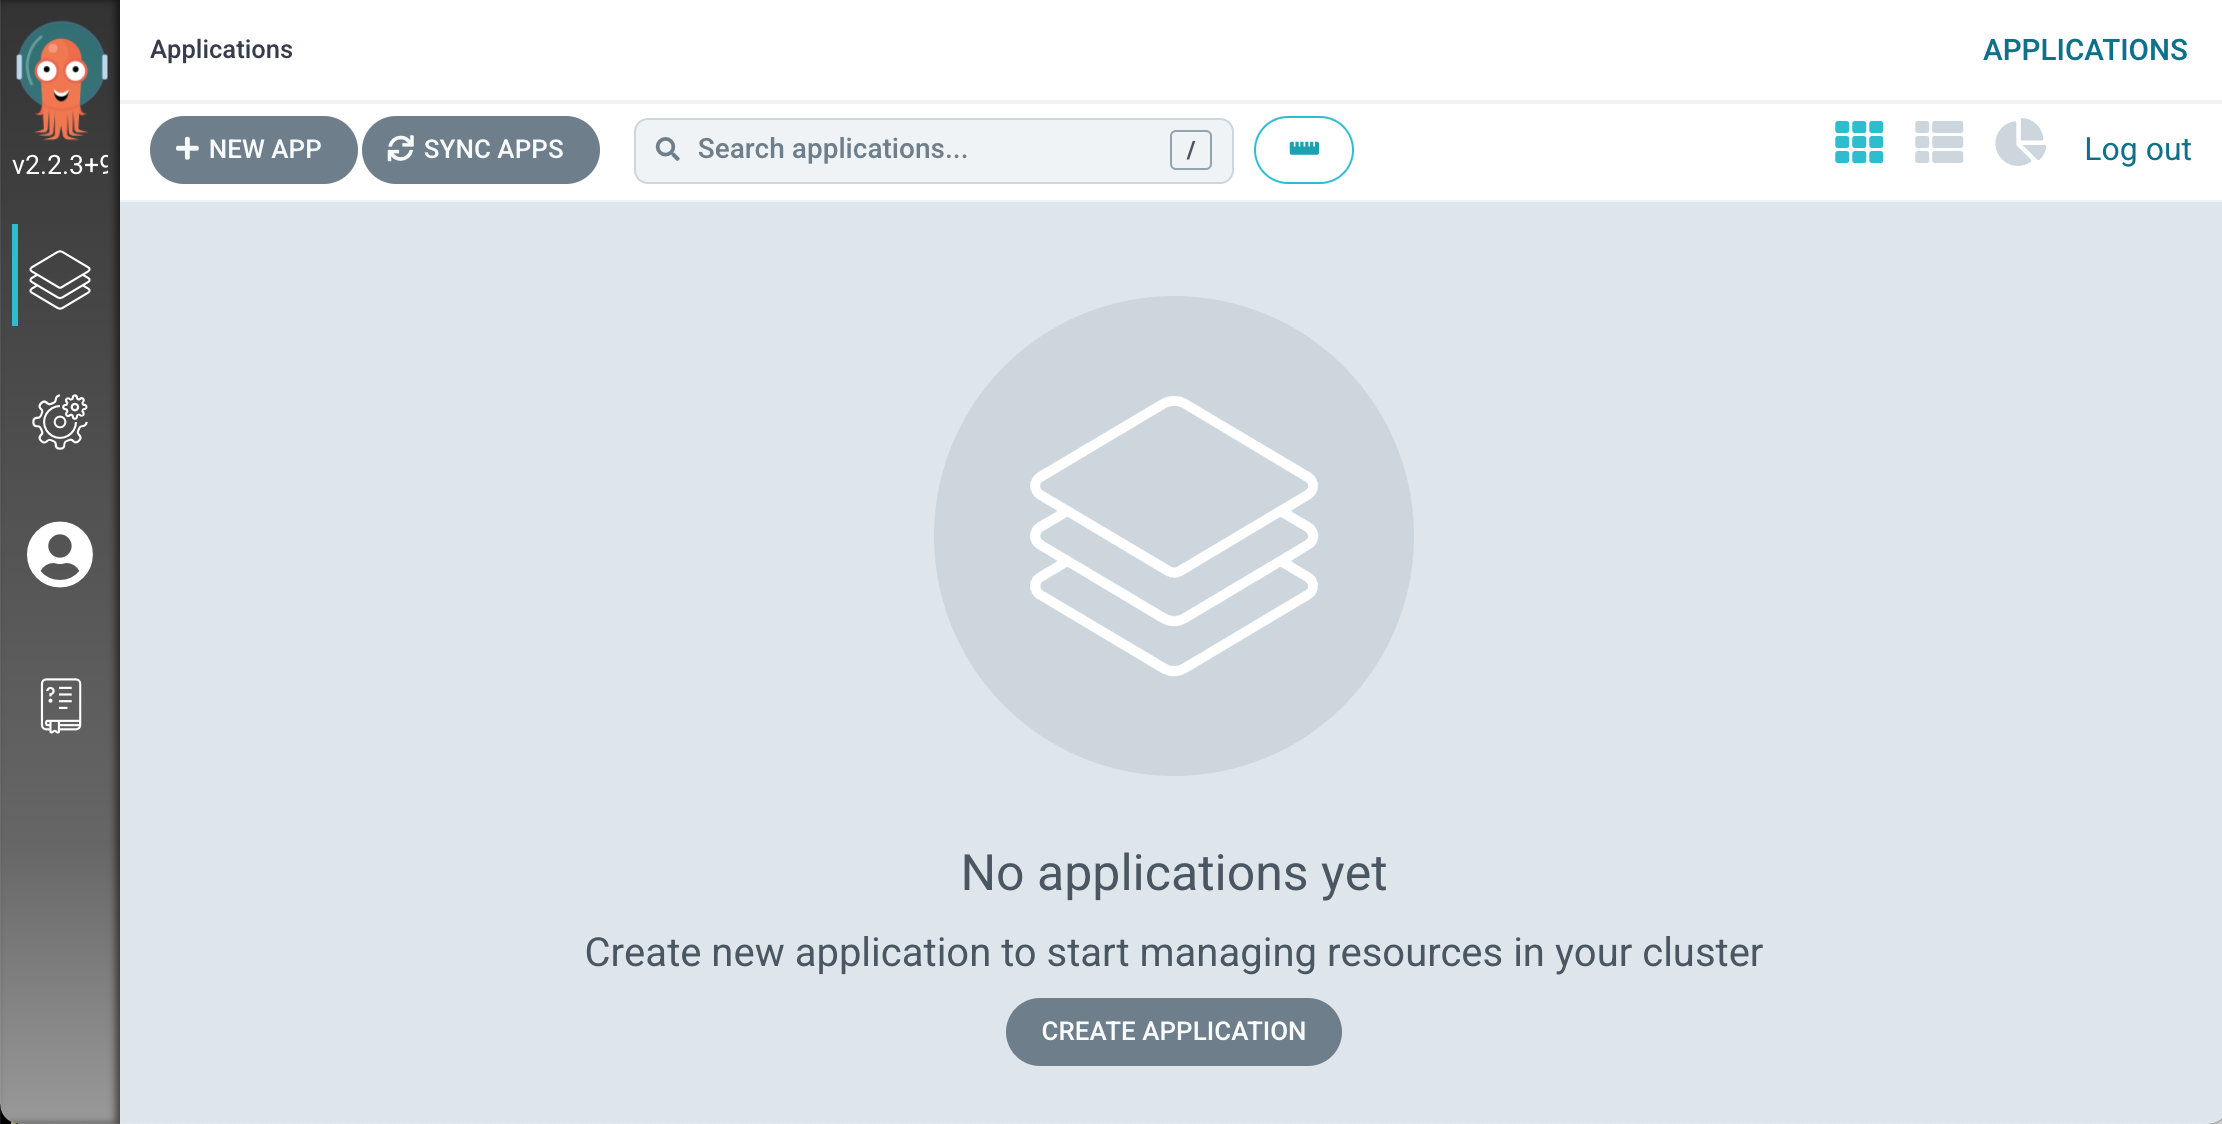 Applications
APPLICATIONS
v2.2.3+9
NEW APP
SYNC APPS
Search applications...
/
Log out
No applications yet
Create new application to start managing resources in your cluster
CREATE APPLICATION